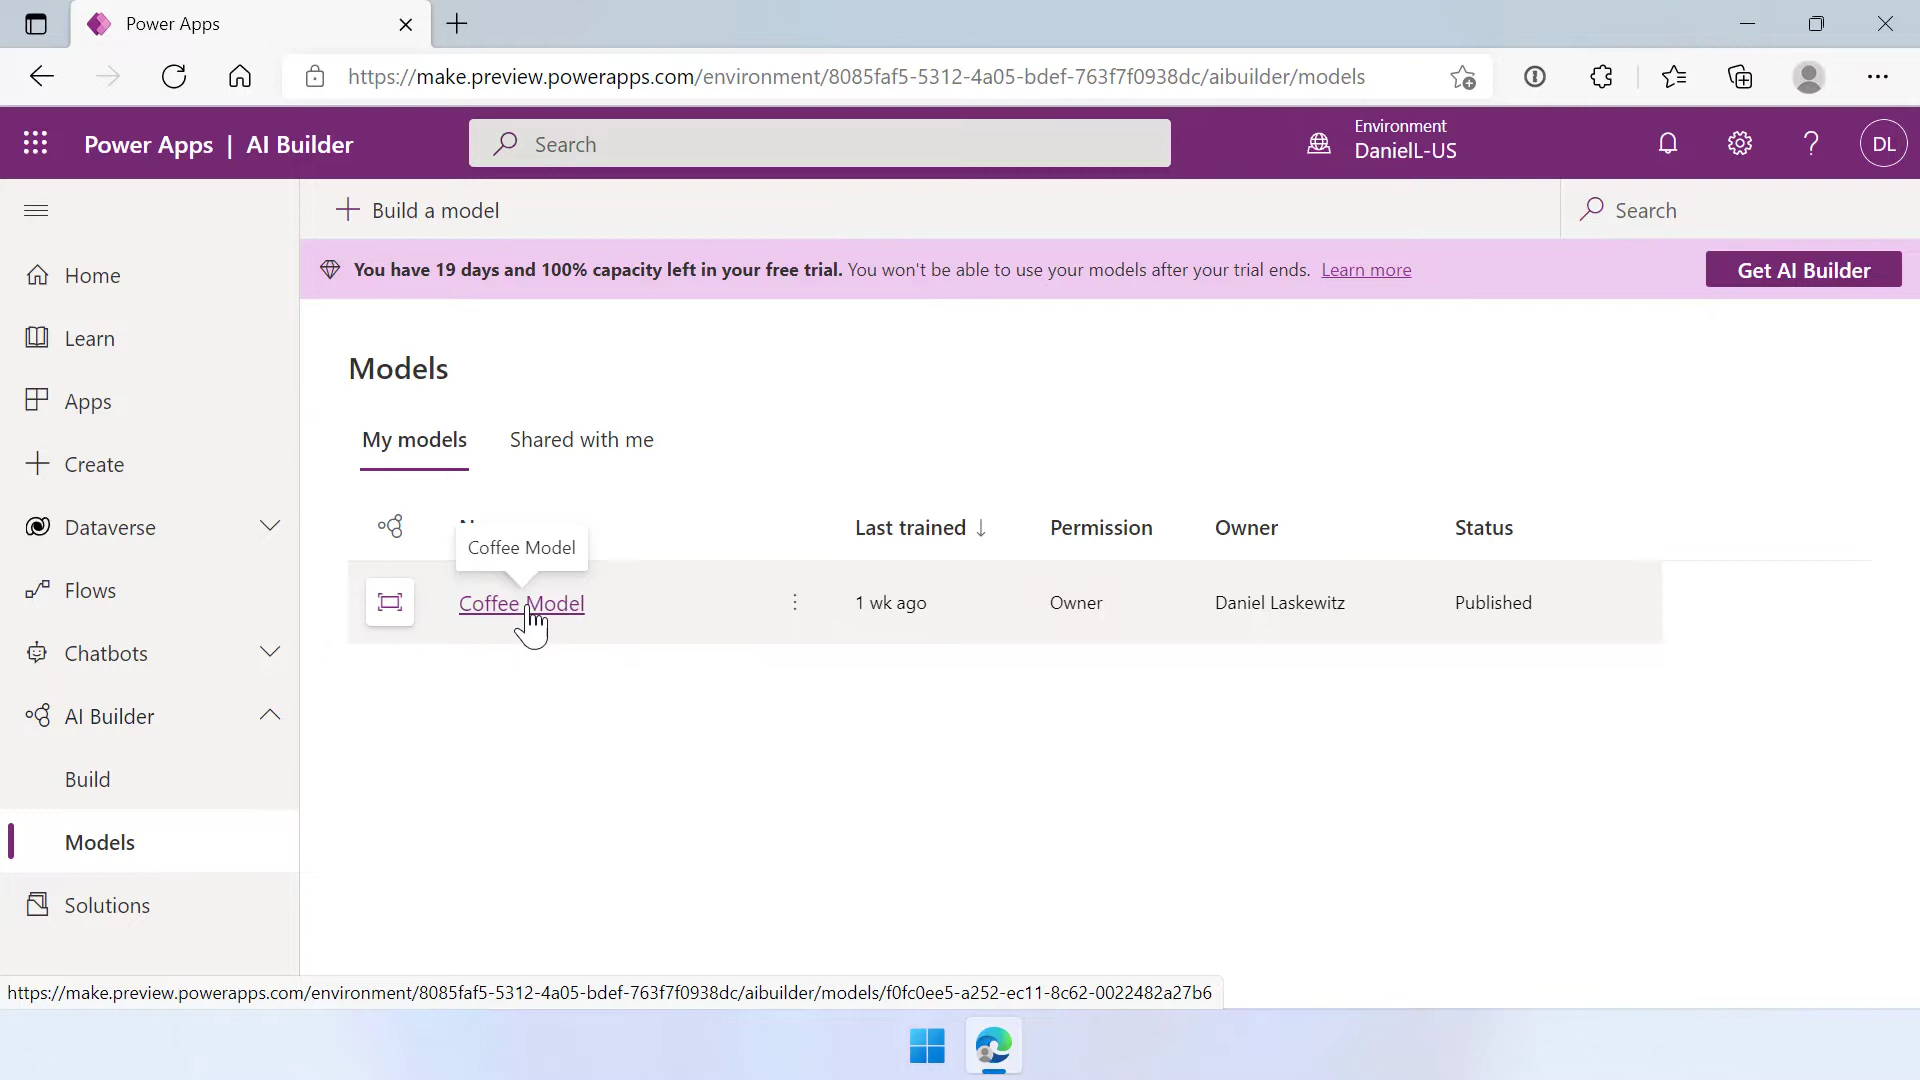 Power Apps
https://make.preview.powerapps.com/environment/8085faf5-5312-4a05-bdef-763f7f0938dc/aibuilder/models
Power Apps | AI Builder
Search
Environment
DanielL-US
DL
Build a model
Search
You have 19 days and 100% capacity left in your free trial. You won't be able to use your models after your trial ends. Learn more
Get AI Builder
Home
Learn
Apps
Create
Dataverse
Flows
Chatbots
AI Builder
Build
Models
Solutions
Models
My models Shared with me
Last trained Permission Owner Status
Coffee Model
Coffee Model 1 wk ago Owner Daniel Laskewitz Published
https://make.preview.powerapps.com/environment/8085faf5-5312-4a05-bdef-763f7f0938dc/aibuilder/models/f0fc0ee5-a252-ec11-8c62-0022482a27b6